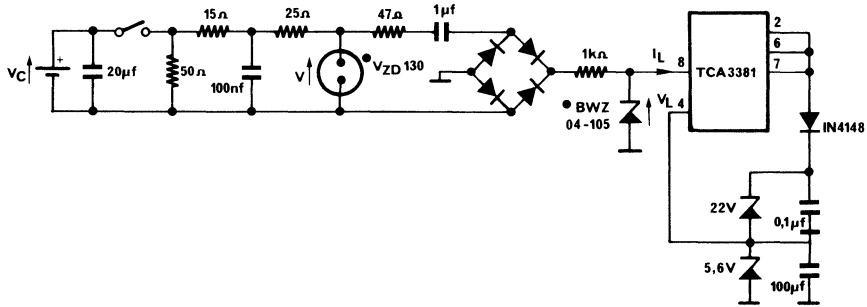 15Ω
25Ω
47Ω
1μf
VC
+
20μf
50Ω
100nf
V
VZD 130
1kΩ
IL
8
TCA3381
2
6
7
VL
4
BWZ
04-105
IN4148
22V
0,1μf
5,6V
100μf